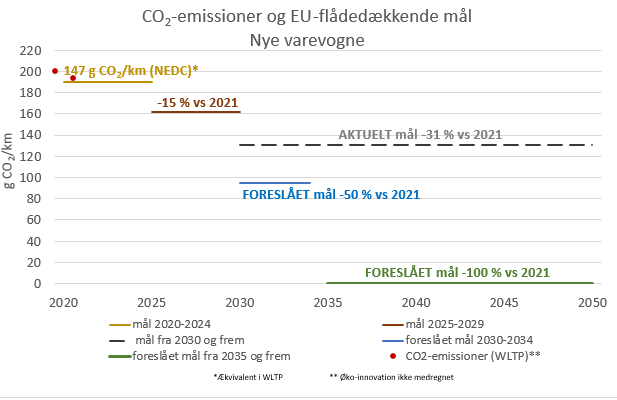 CO₂-emissioner og EU-flådedækkende mål
Nye varevogne
g CO₂/km
220
200
180
160
140
120
100
80
60
40
20
0
147 g CO₂/km (NEDC)*
-15 % vs 2021
AKTUELT mål -31 % vs 2021
FORESLÅET mål -50 % vs 2021
FORESLÅET mål -100 % vs 2021
2020 2025 2030 2035 2040 2045 2050
mål 2020-2024 mål 2025-2029
mål fra 2030 og frem foreslået mål 2030-2034
foreslået mål fra 2035 og frem CO2-emissioner (WLTP)**
*Ækvivalent i WLTP ** Øko-innovation ikke medregnet